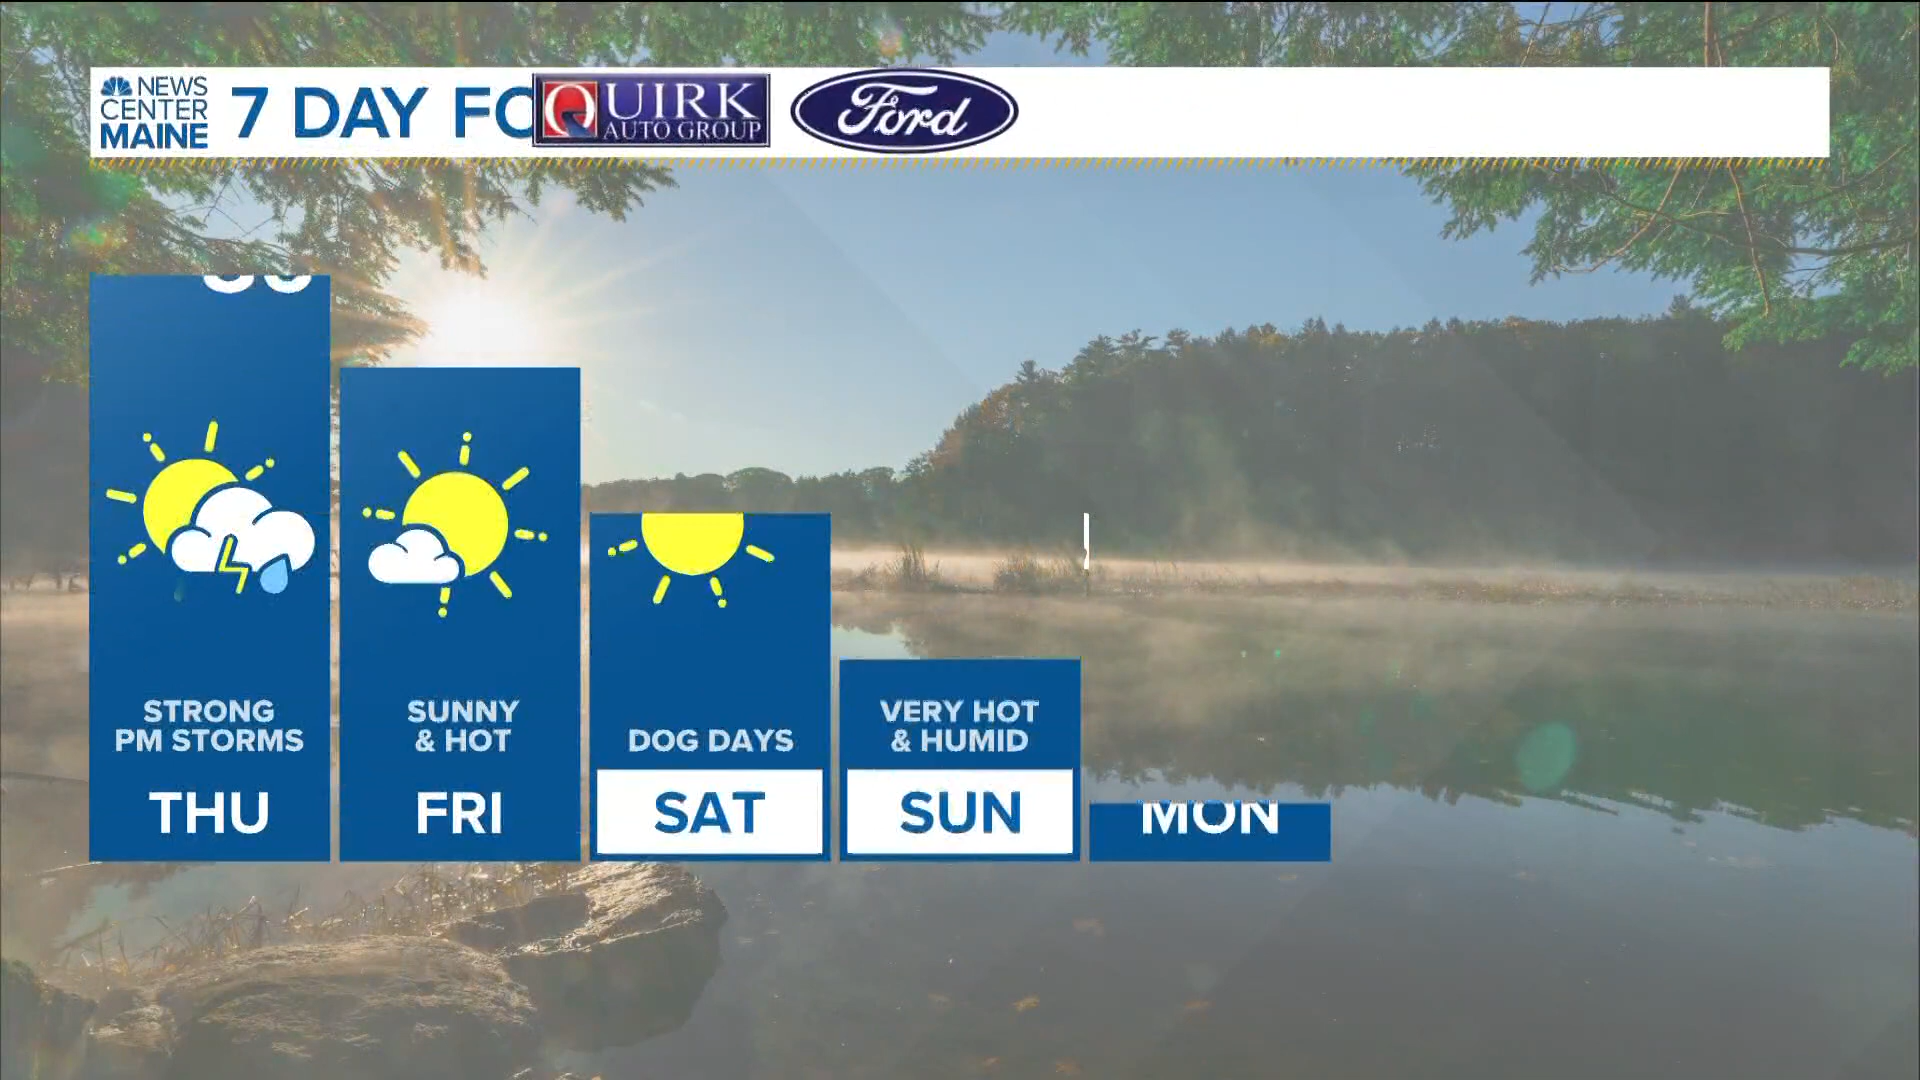 NEWS
CENTER
MAINE
7 DAY FO
QUIRK
AUTO GROUP
Ford
STRONG
PM STORMS
THU
SUNNY
& HOT
FRI
DOG DAYS
SAT
VERY HOT
& HUMID
SUN
MON